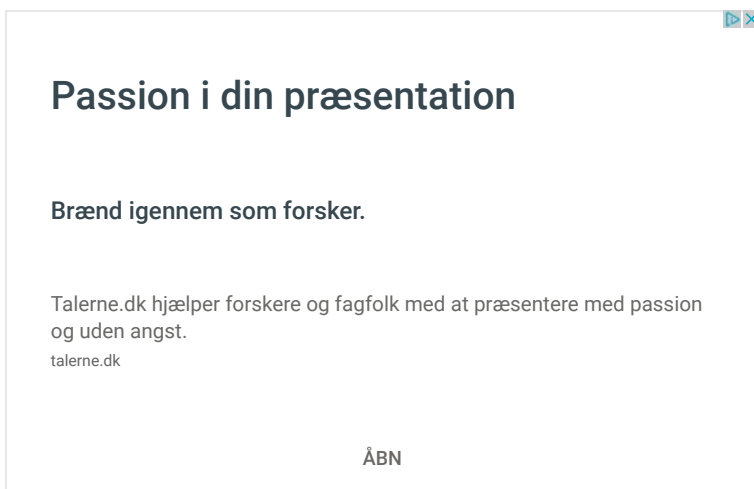 Passion i din præsentation
Brænd igennem som forsker.
Talerne.dk hjælper forskere og fagfolk med at præsentere med passion
og uden angst.
talerne.dk
ÅBN